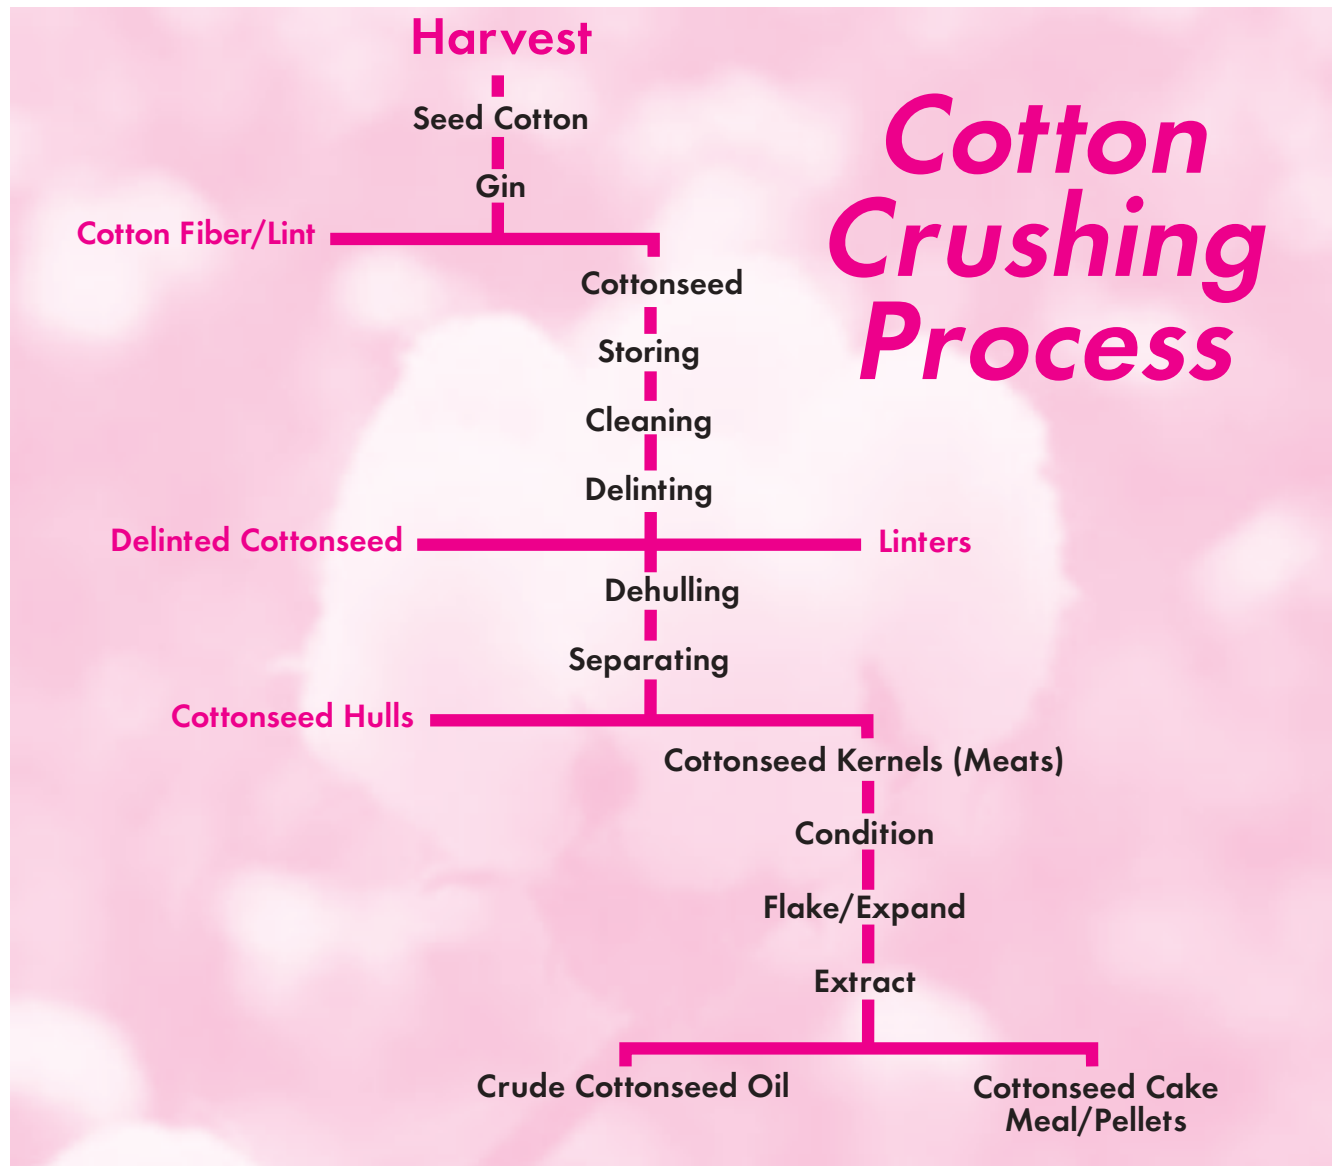 Harvest
Cotton
Crushing
Process
Seed Cotton
Gin
Cotton Fiber/Lint
Cottonseed
Storing
Cleaning
Delinting
Delinted Cottonseed
Linters
Dehulling
Separating
Cottonseed Hulls
Cottonseed Kernels (Meats)
Condition
Flake/Expand
Extract
Crude Cottonseed Oil
Cottonseed Cake
Meal/Pellets